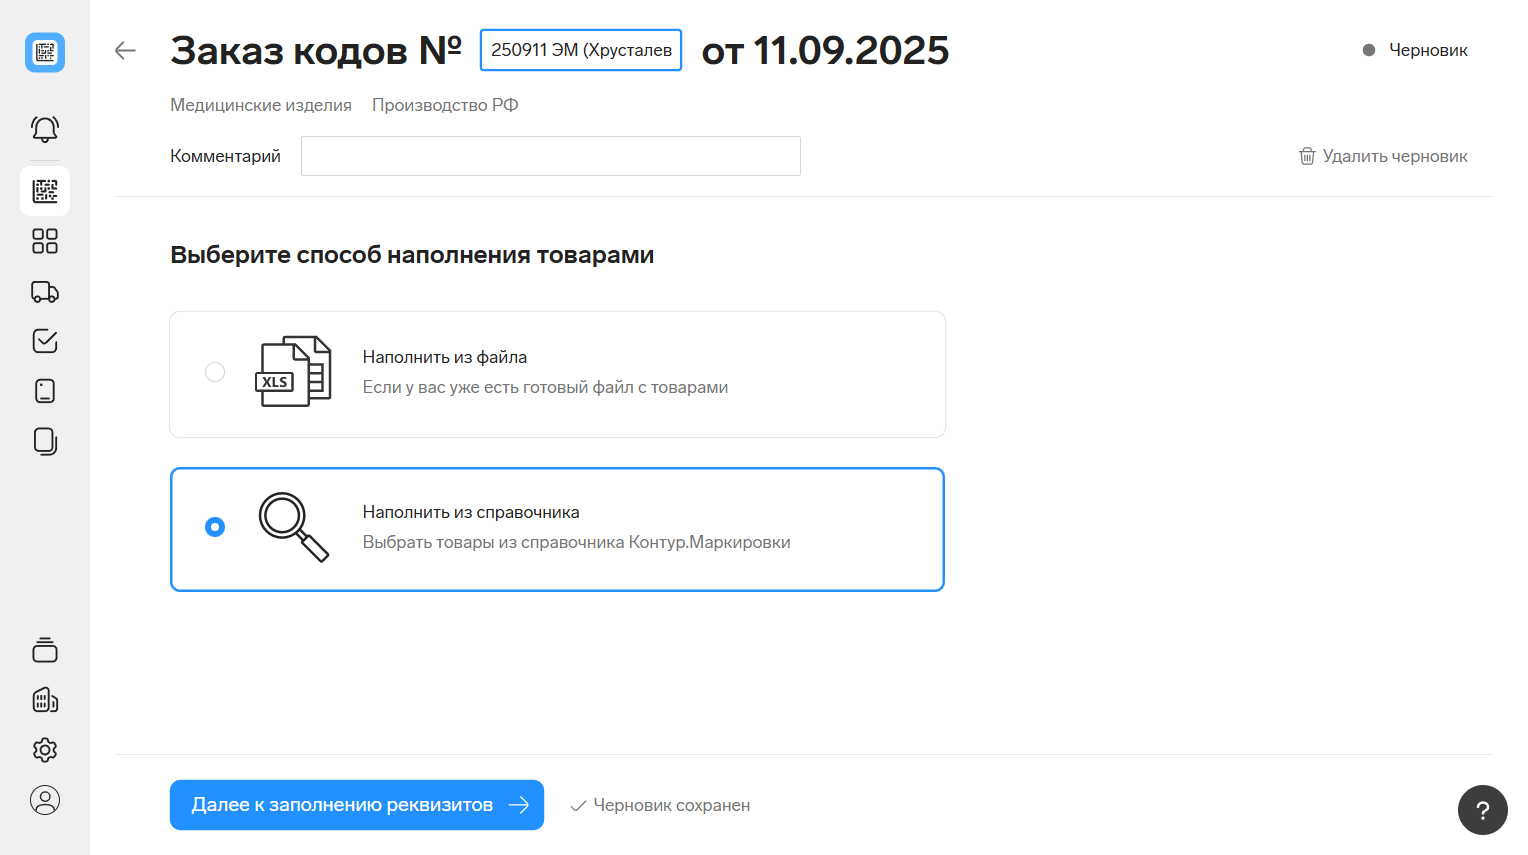 Заказ кодов № 250911 ЭМ (Хрусталев от 11.09.2025
Черновик
Медицинские изделия Производство РФ
Комментарий
Удалить черновик
Выберите способ наполнения товарами
XLS
Наполнить из файла
Если у вас уже есть готовый файл с товарами
Наполнить из справочника
Выбрать товары из справочника Контур.Маркировки
Далее к заполнению реквизитов
Черновик сохранен
?